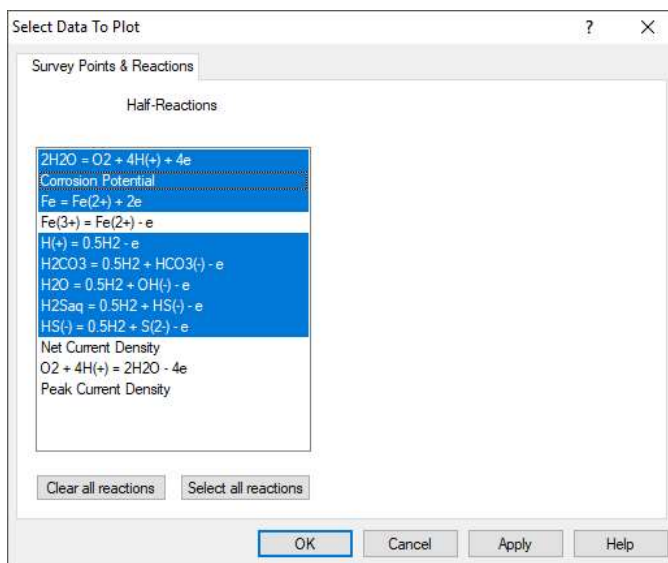 Select Data To Plot
?
X
Survey Points & Reactions
Half-Reactions
2H2O = O2 + 4H(+) + 4e
Corrosion Potential
Fe = Fe(2+) + 2e
Fe(3+) = Fe(2+) - e
H(+) = 0.5H2 - e
H2CO3 = 0.5H2 + HCO3(-) - e
H2O = 0.5H2 + OH(-) - e
H2Saq = 0.5H2 + HS(-) - e
HS(-) = 0.5H2 + S(2-) - e
Net Current Density
O2 + 4H(+) = 2H2O - 4e
Peak Current Density
Clear all reactions Select all reactions
OK Cancel Apply Help